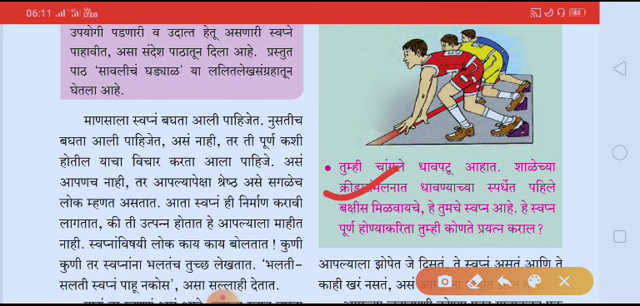 06:11
उपयोगी पडणारी व उदात्त हेतू असणारी स्वप्ने
पाहावीत, असा संदेश पाठातून दिला आहे. प्रस्तुत
पाठ 'सावलीचं घड्याळ' या ललितलेखसंग्रहातून
घेतला आहे.
माणसाला स्वप्नं बघता आली पाहिजेत. नुसतीच
बघता आली पाहिजेत, असं नाही, तर ती पूर्ण कशी
होतील याचा विचार करता आला पाहिजे. असं
आपणच नाही, तर आपल्यापेक्षा श्रेष्ठ असे सगळेच
लोक म्हणत असतात. आता स्वप्नं ही निर्माण करावी
लागतात, की ती उत्पन्न होतात हे आपल्याला माहीत
नाही. स्वप्नांविषयी लोक काय काय बोलतात ! कुणी
कुणी तर स्वप्नांना भलतंच तुच्छ लेखतात. 'भलती-
सलती स्वप्नं पाहू नकोस', असा सल्लाही देतात.
• तुम्ही चांगले धावपटू आहात. शाळेच्या
क्रीडासंमेलनात धावण्याच्या स्पर्धेत पहिले
बक्षीस मिळवायचे, हे तुमचे स्वप्न आहे. हे स्वप्न
पूर्ण होण्याकरिता तुम्ही कोणते प्रयत्न कराल ?
आपल्याला झोपेत जे दिसतं, ते स्वप्न असतं आणि ते
काही खरं नसतं, असं